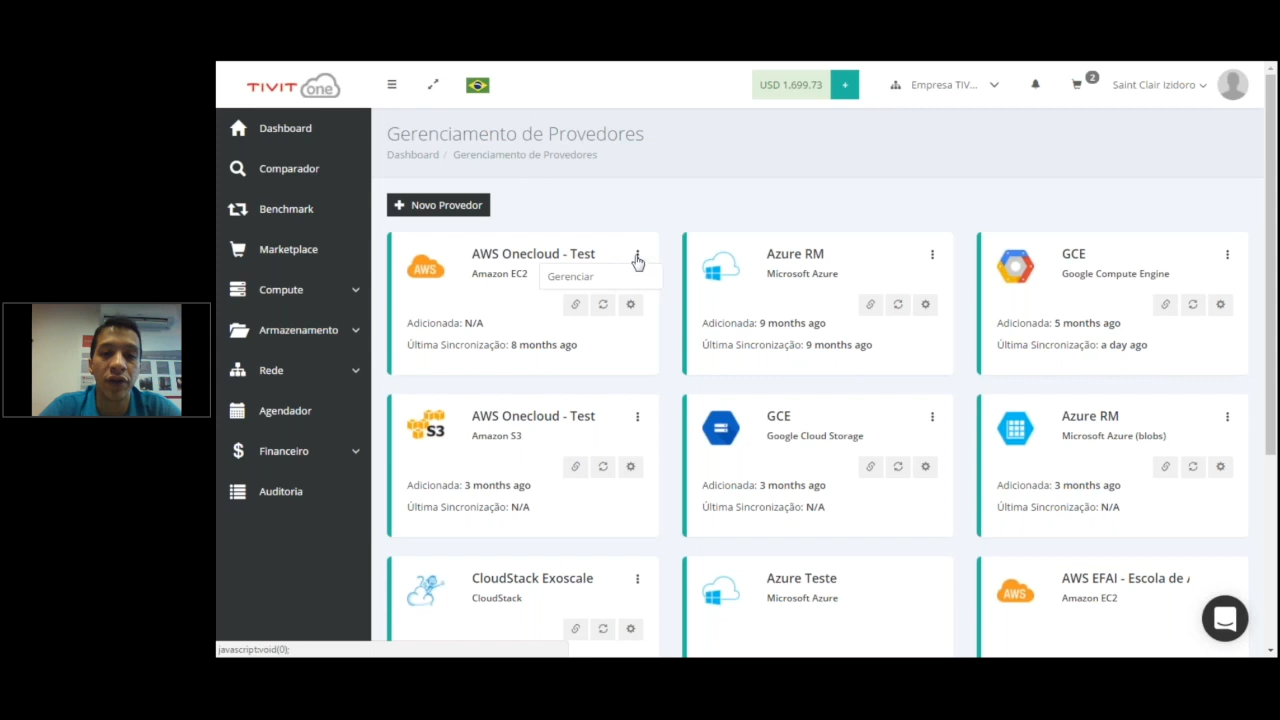 TIVIT one
USD 1,699.73
+
Empresa TIV...
2
Saint Clair Izidoro
Dashboard
Comparador
Benchmark
Marketplace
Compute
Armazenamento
Rede
Agendador
Financeiro
Auditoria
Gerenciamento de Provedores
Dashboard / Gerenciamento de Provedores
+ Novo Provedor
AWS
AWS Onecloud - Test
Amazon EC2
Gerenciar
Adicionada: N/A
Última Sincronização: 8 months ago
Azure RM
Microsoft Azure
Adicionada: 9 months ago
Última Sincronização: 9 months ago
GCE
Google Compute Engine
Adicionada: 5 months ago
Última Sincronização: a day ago
S3
AWS Onecloud - Test
Amazon S3
Adicionada: 3 months ago
Última Sincronização: N/A
GCE
Google Cloud Storage
Adicionada: 3 months ago
Última Sincronização: N/A
Azure RM
Microsoft Azure (blobs)
Adicionada: 3 months ago
Última Sincronização: N/A
CloudStack Exoscale
CloudStack
Azure Teste
Microsoft Azure
AWS
AWS EFAI - Escola de
Amazon EC2
javascript:void(0);